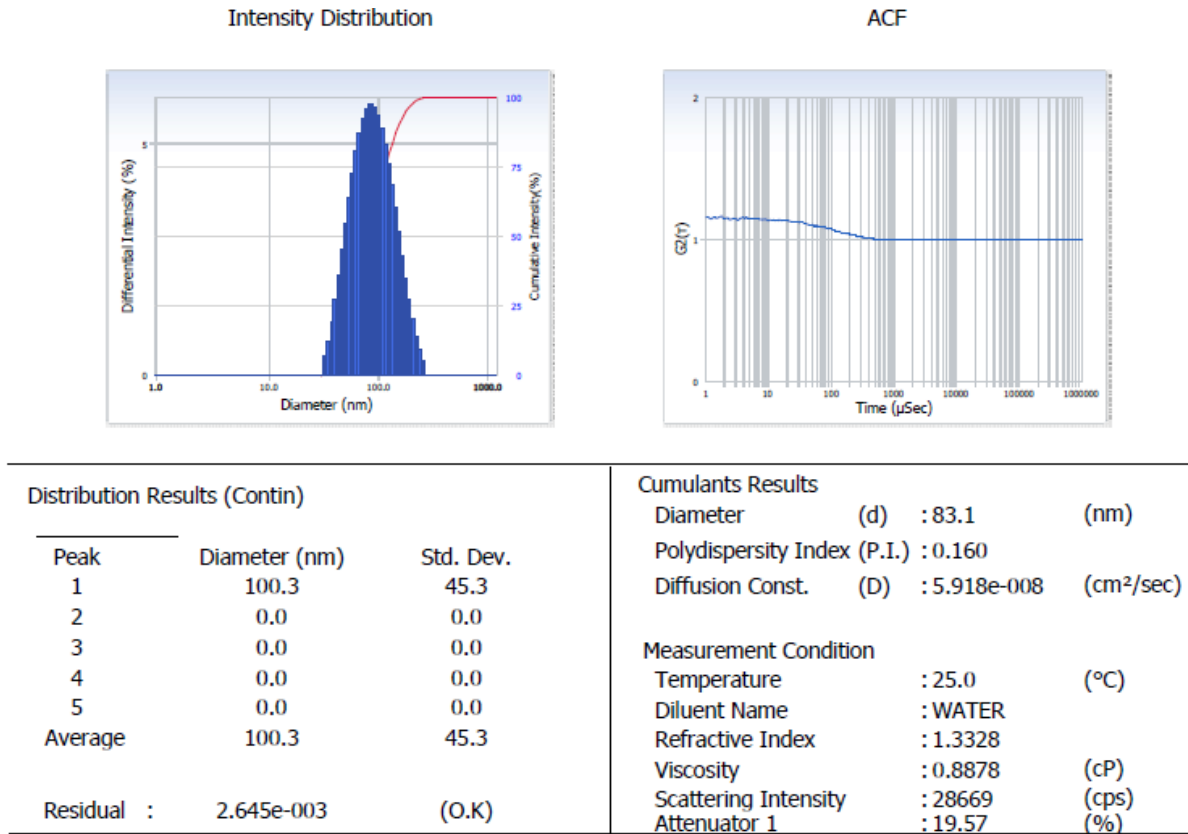 Intensity Distribution
ACF
5
0
Differential Intensity (%)
100
75
50
25
0
Cumulative Intensity(%)
1.0 10.0 100.0 1000.0
Diameter (nm)
2
1
0
G2(τ)
1 10 100 1000 10000 100000 1000000
Time (μSec)
Distribution Results (Contin)
Peak Diameter (nm) Std. Dev.
1 100.3 45.3
2 0.0 0.0
3 0.0 0.0
4 0.0 0.0
5 0.0 0.0
Average 100.3 45.3
Residual : 2.645e-003 (O.K)
Cumulants Results
Diameter (d) : 83.1 (nm)
Polydispersity Index (P.I.) : 0.160
Diffusion Const. (D) : 5.918e-008 (cm²/sec)
Measurement Condition
Temperature : 25.0 (°C)
Diluent Name : WATER
Refractive Index : 1.3328
Viscosity : 0.8878 (cP)
Scattering Intensity : 28669 (cps)
Attenuator 1 : 19.57 (%)